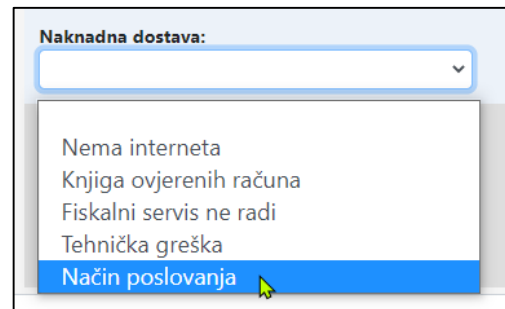 Naknadna dostava:
Nema interneta
Knjiga ovjerenih računa
Fiskalni servis ne radi
Tehnička greška
Način poslovanja